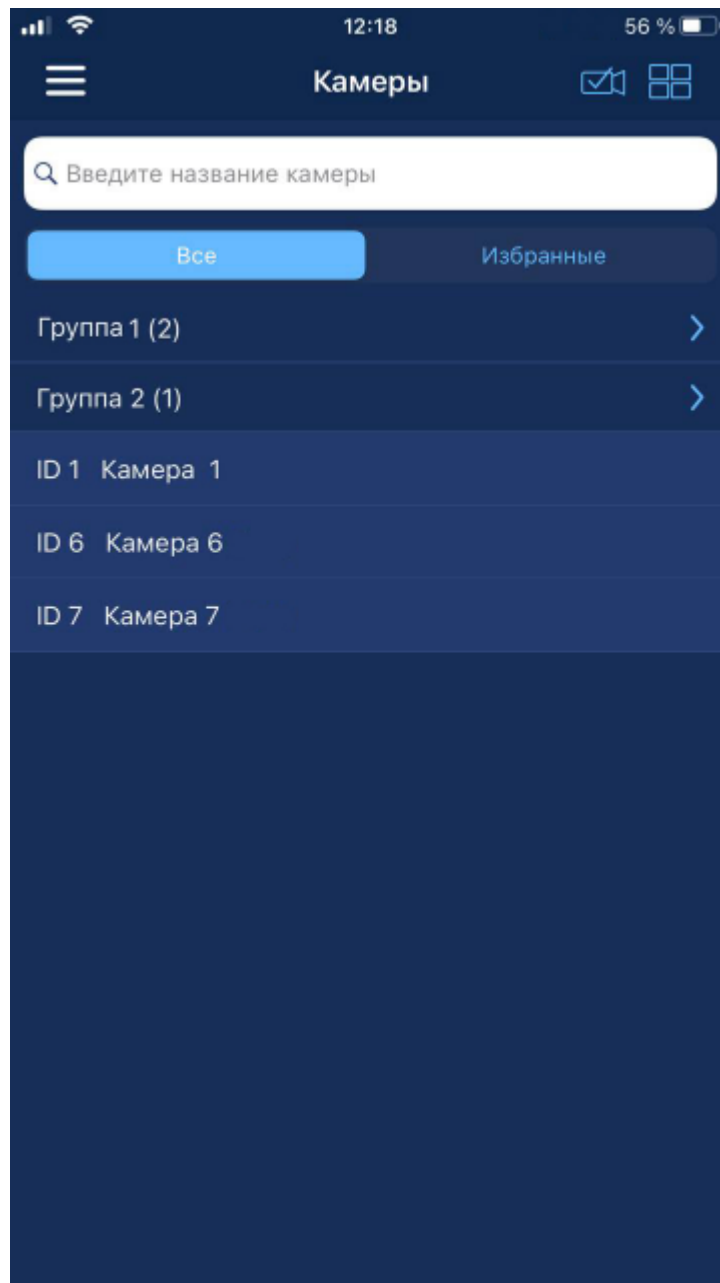 12:18 56 %
Камеры
Введите название камеры
Все Избранные
Группа 1 (2)
Группа 2 (1)
ID 1 Камера 1
ID 6 Камера 6
ID 7 Камера 7